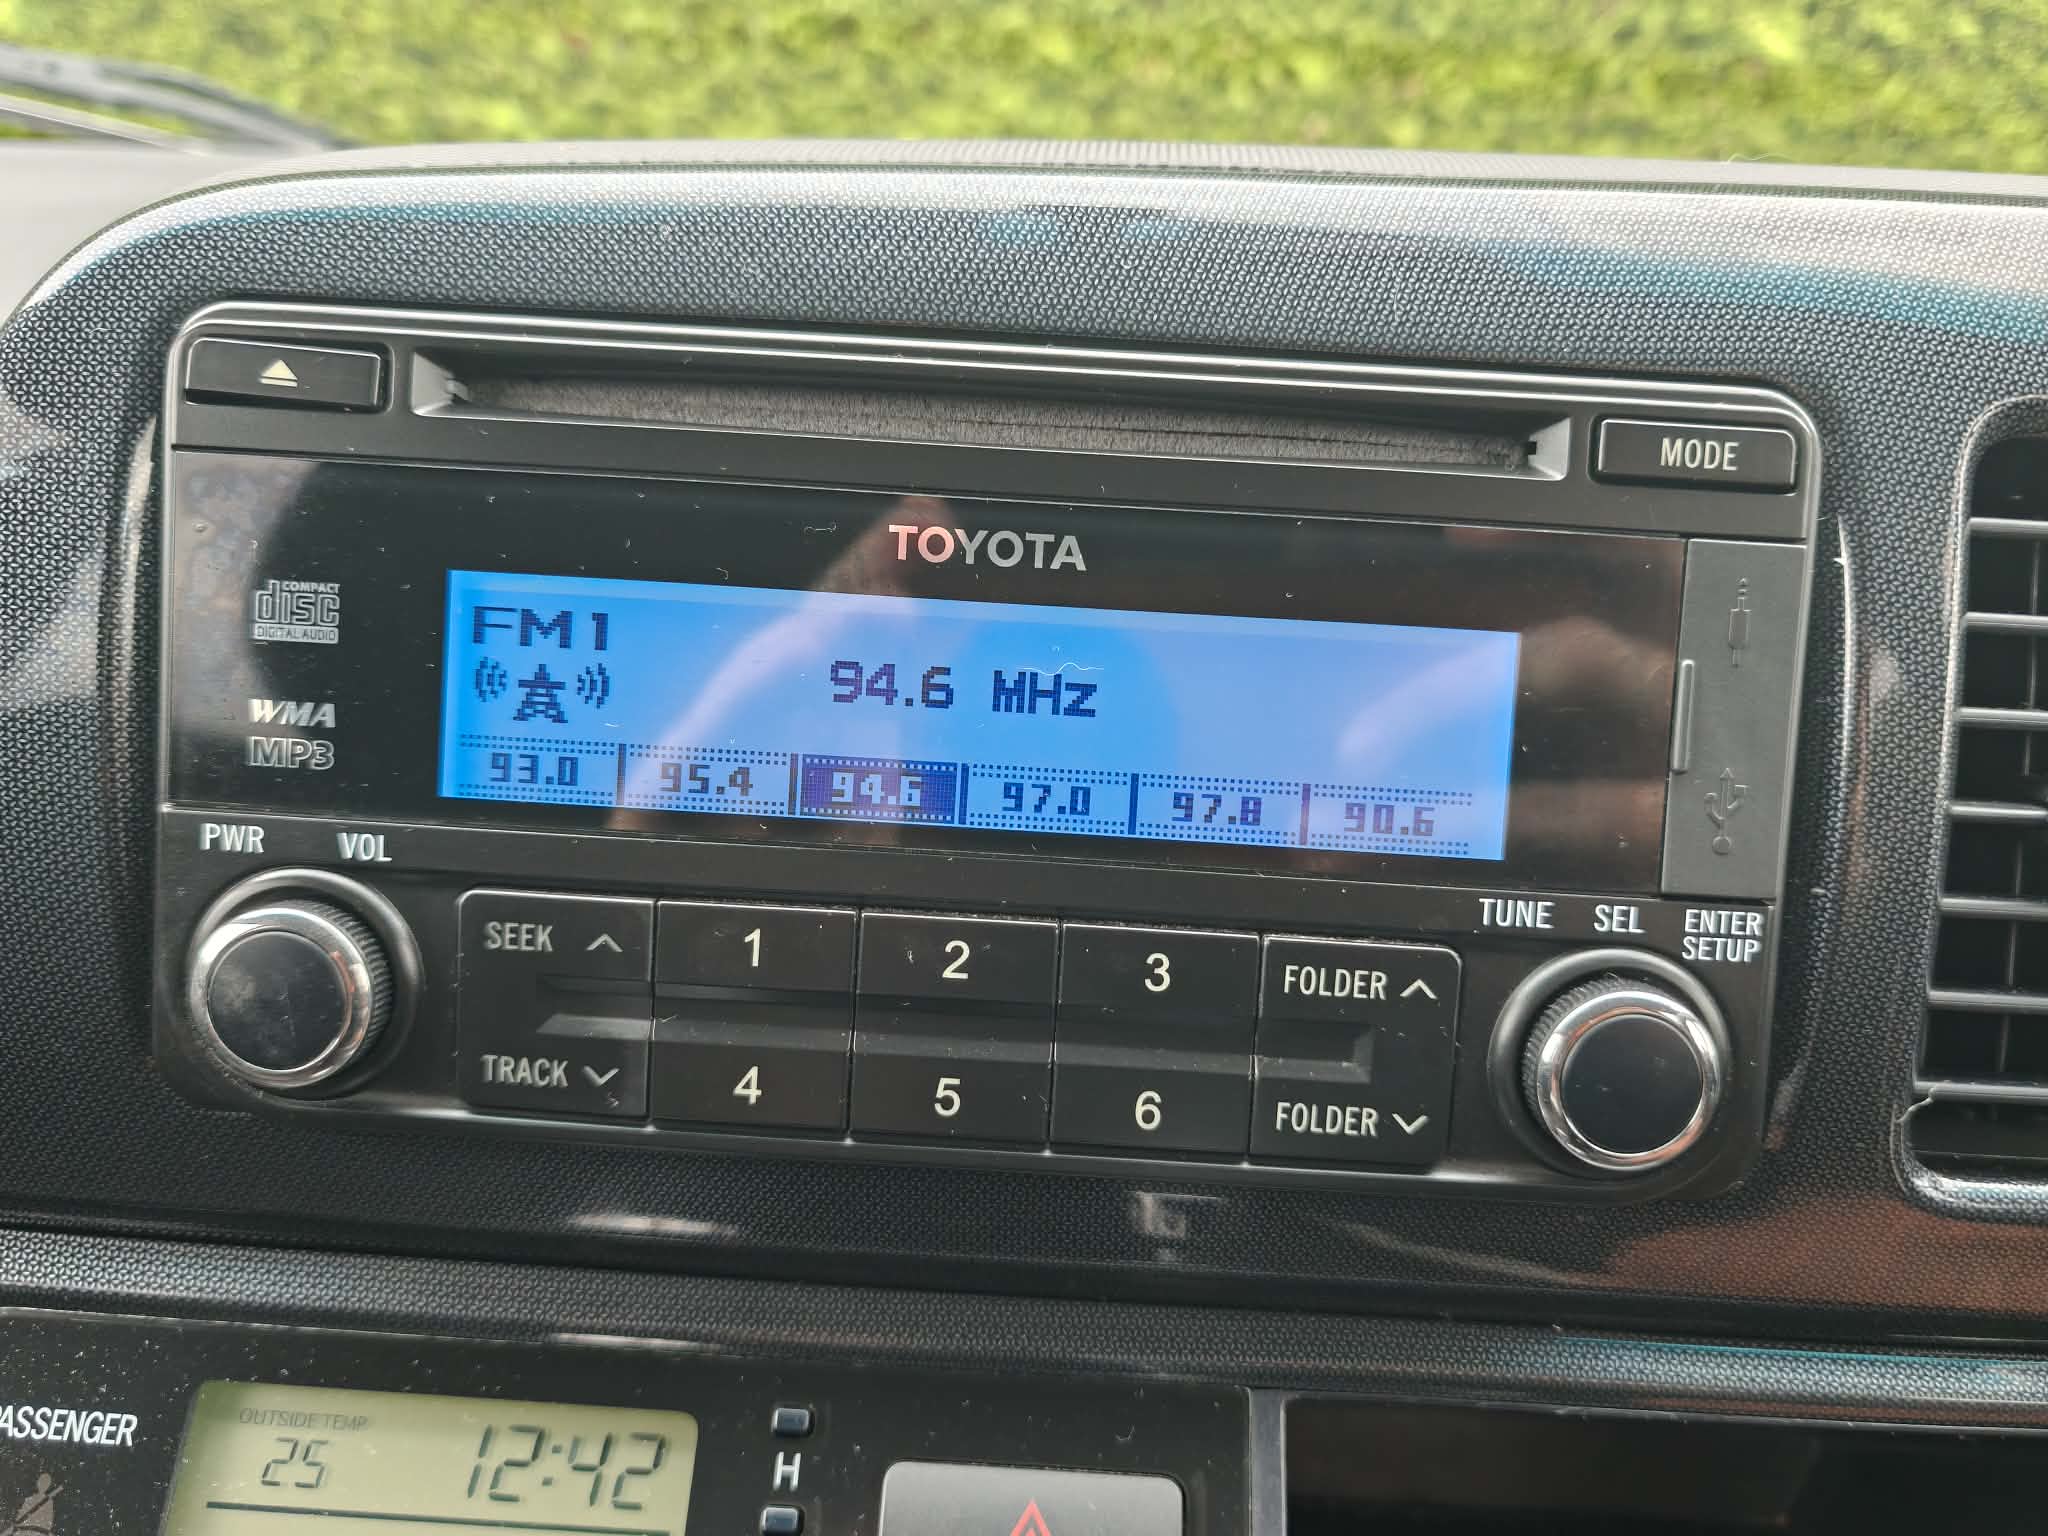 MODE
TOYOTA
COMPACT
disc
DIGITAL AUDIO
WMA
MP3
FM1
94.6 MHz
93.0 95.4 94.6 97.0 97.8 90.6
PWR VOL
TUNE SEL ENTER
SETUP
SEEK 1 2 3 FOLDER
TRACK 4 5 6 FOLDER
PASSENGER
OUTSIDE TEMP
25 12:42
H